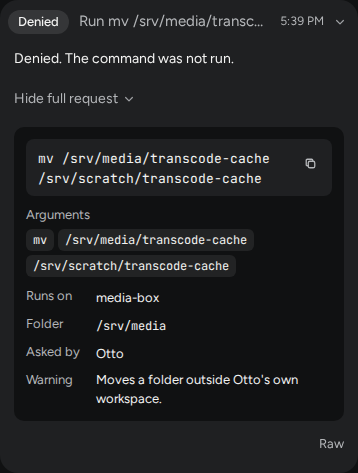 Denied Run mv /srv/media/transc... 5:39 PM
Denied. The command was not run.
Hide full request
mv /srv/media/transcode-cache
/srv/scratch/transcode-cache
Arguments
mv /srv/media/transcode-cache
/srv/scratch/transcode-cache
Runs on media-box
Folder /srv/media
Asked by Otto
Warning Moves a folder outside Otto's own
workspace.
Raw